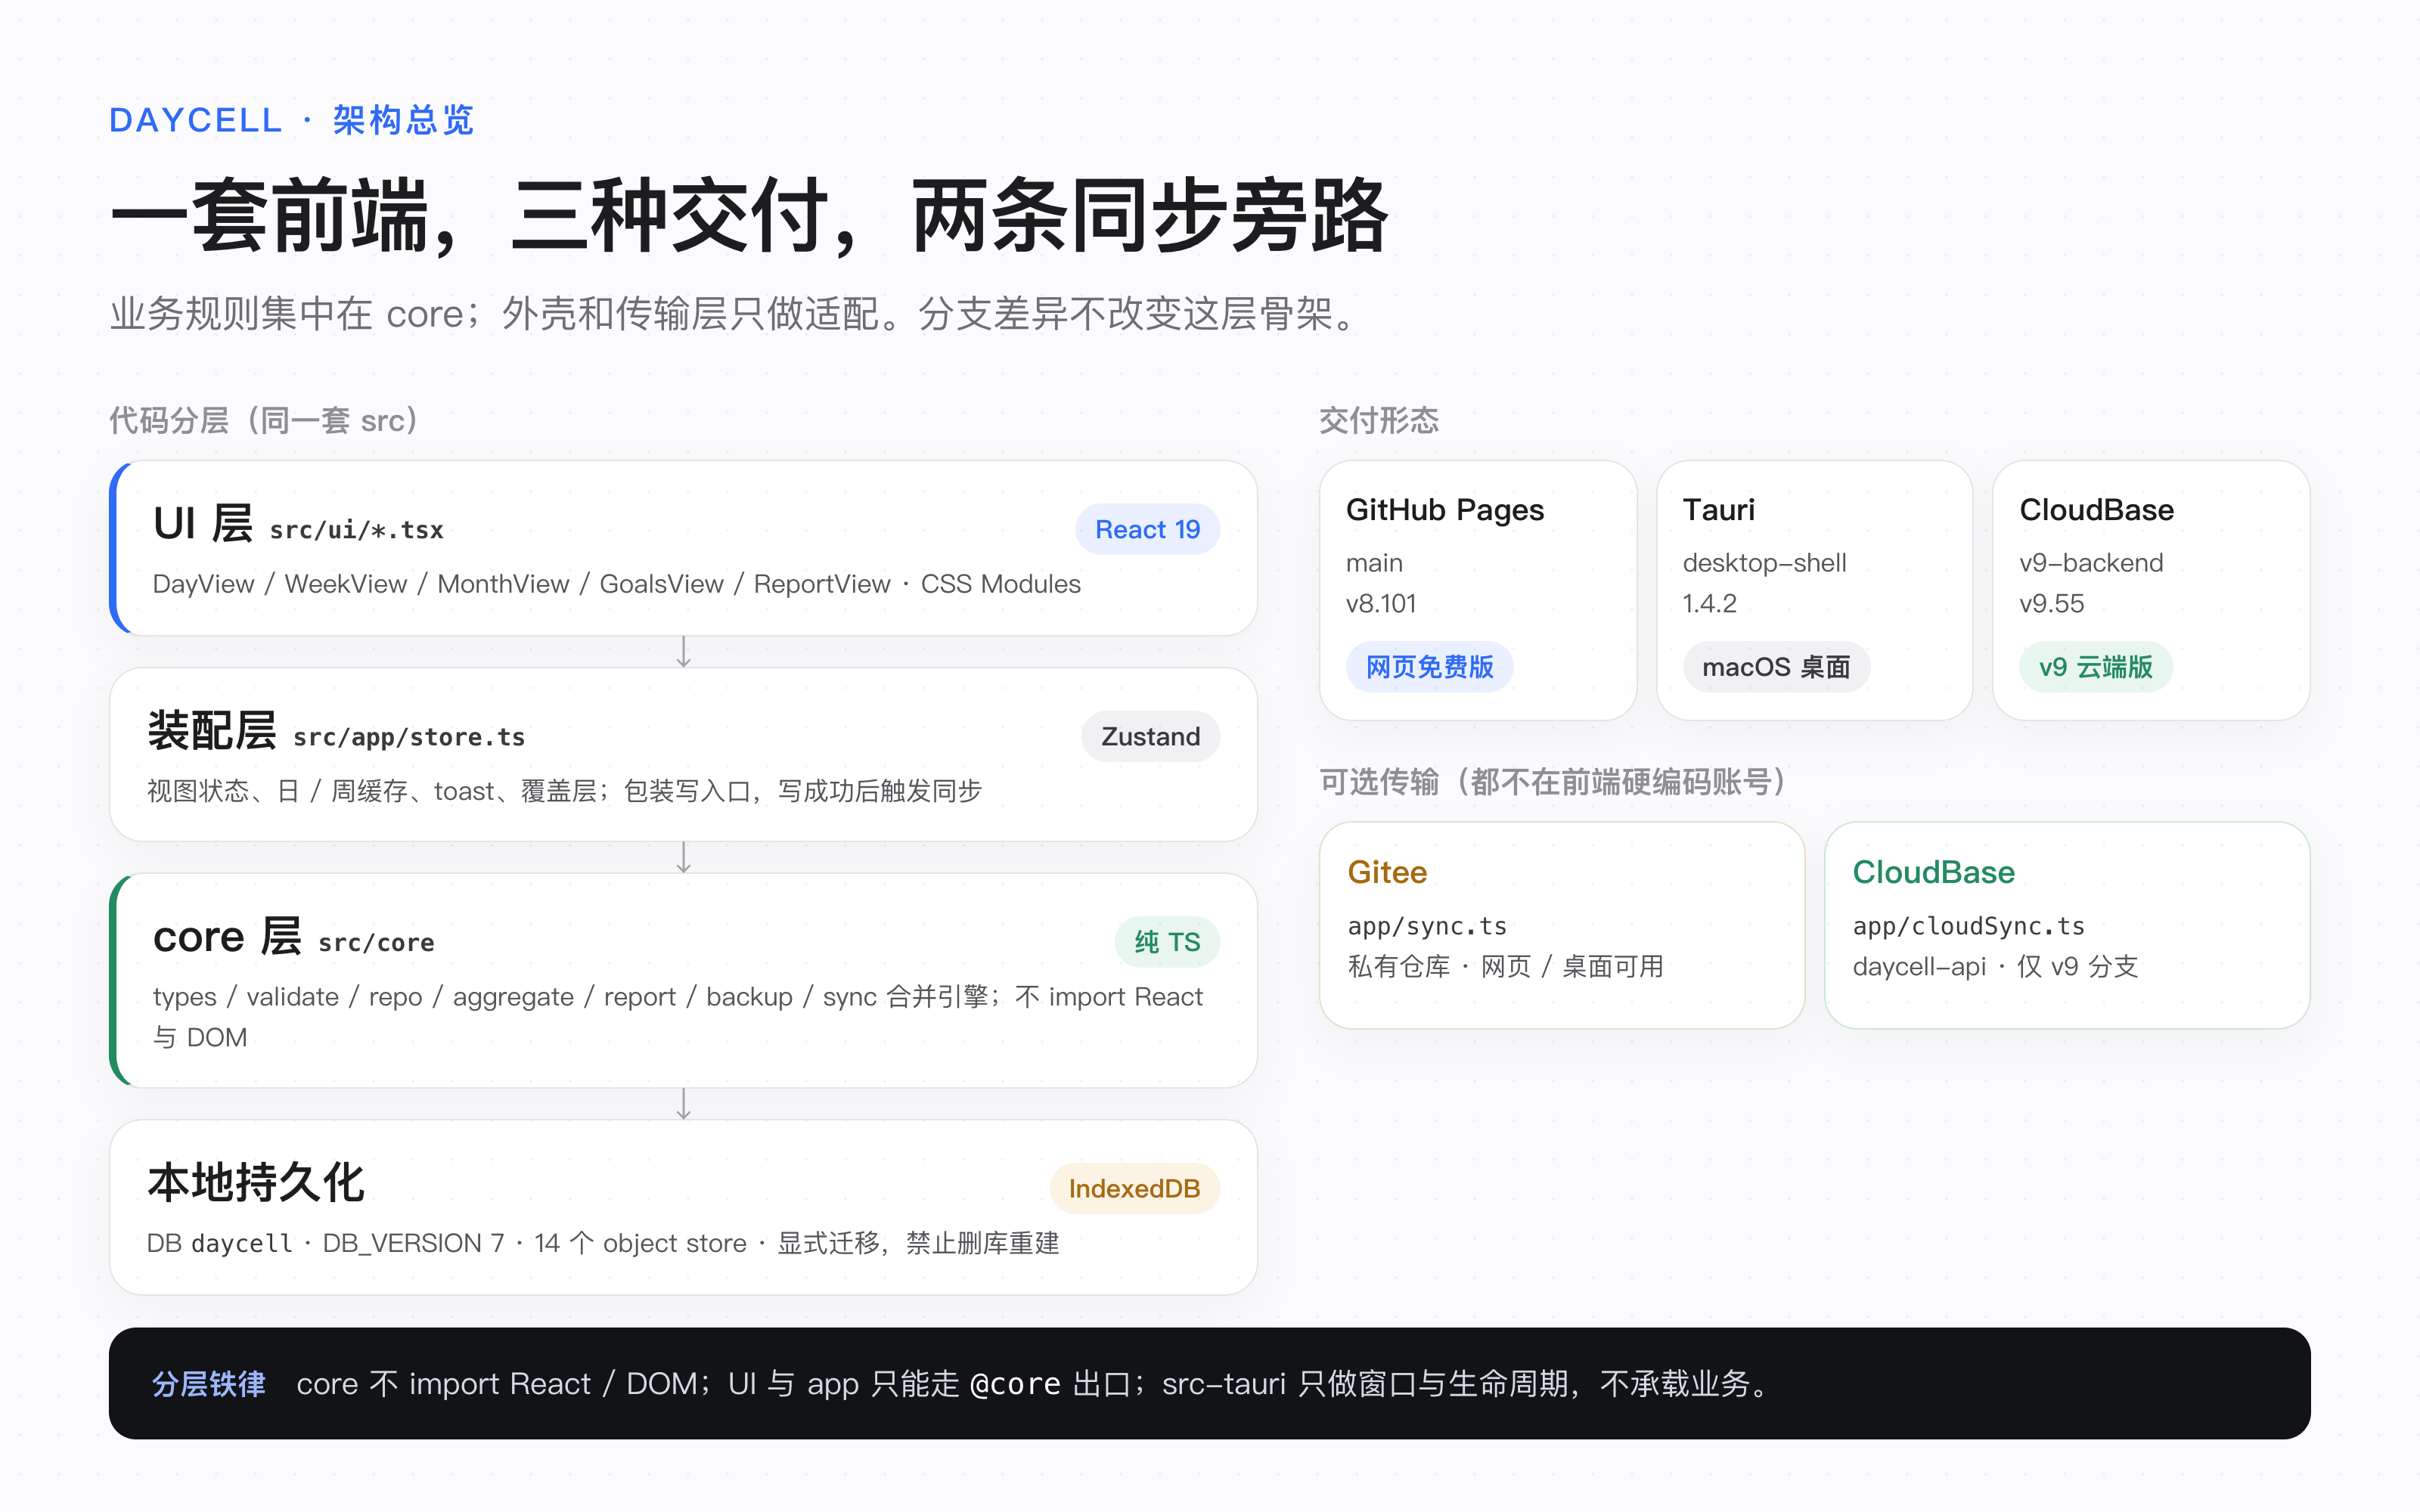 DAYCELL · 架构总览
一套前端，三种交付，两条同步旁路
业务规则集中在 core；外壳和传输层只做适配。分支差异不改变这层骨架。
代码分层（同一套 src）
UI 层 src/ui/*.tsx
React 19
DayView / WeekView / MonthView / GoalsView / ReportView · CSS Modules
装配层 src/app/store.ts
Zustand
视图状态、日 / 周缓存、toast、覆盖层；包装写入口，写成功后触发同步
core 层 src/core
纯 TS
types / validate / repo / aggregate / report / backup / sync 合并引擎；不 import React
与 DOM
本地持久化
IndexedDB
DB daycell · DB_VERSION 7 · 14 个 object store · 显式迁移，禁止删库重建
交付形态
GitHub Pages
main
v8.101
网页免费版
Tauri
desktop-shell
1.4.2
macOS 桌面
CloudBase
v9-backend
v9.55
v9 云端版
可选传输（都不在前端硬编码账号）
Gitee
app/sync.ts
私有仓库 · 网页 / 桌面可用
CloudBase
app/cloudSync.ts
daycell-api · 仅 v9 分支
分层铁律 core 不 import React / DOM；UI 与 app 只能走 @core 出口；src-tauri 只做窗口与生命周期，不承载业务。